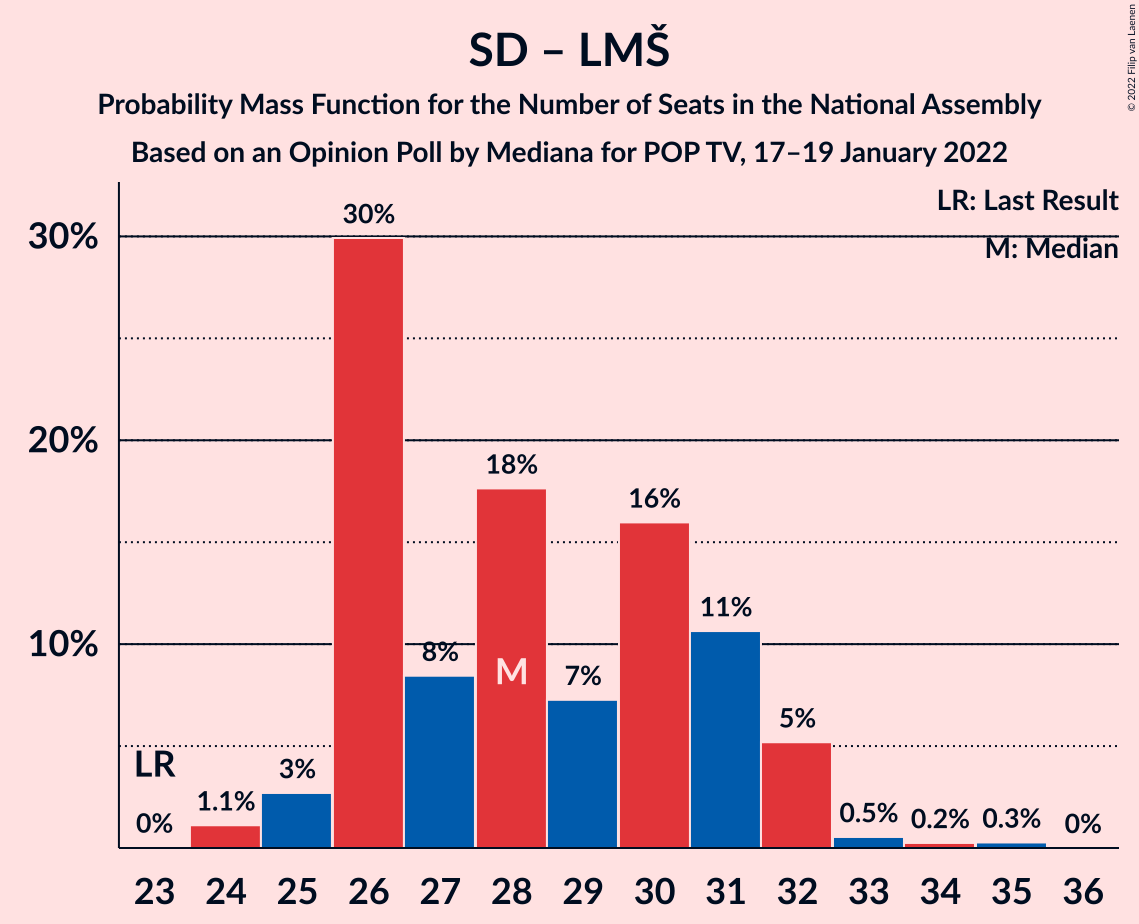 SD – LMŠ
Probability Mass Function for the Number of Seats in the National Assembly
Based on an Opinion Poll by Mediana for POP TV, 17–19 January 2022
© 2022 Filip van Laenen
LR: Last Result
M: Median
30%
20%
10%
30%
18%
16%
11%
8%
7%
5%
3%
1.1%
0%
0.5%
0.2%
0.3%
0%
LR
M
23 24 25 26 27 28 29 30 31 32 33 34 35 36